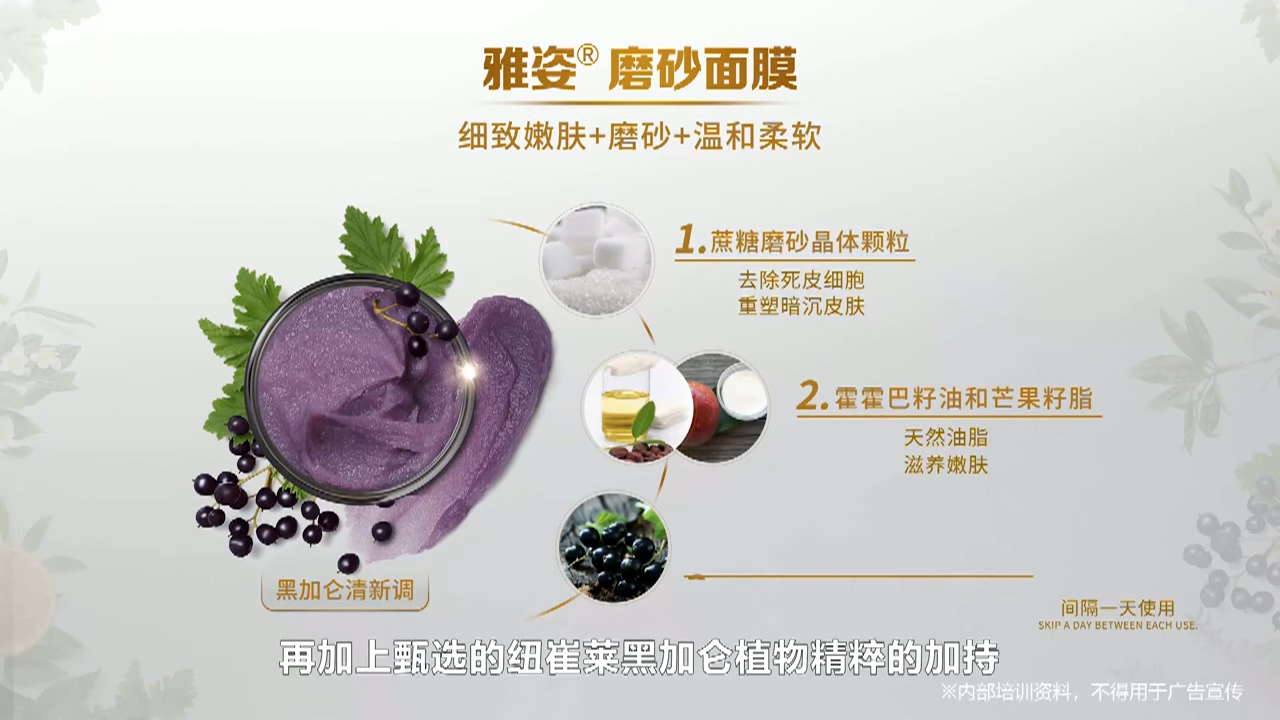 雅姿® 磨砂面膜
细致嫩肤+磨砂+温和柔软
1.蔗糖磨砂晶体颗粒
去除死皮细胞
重塑暗沉皮肤
2.霍霍巴籽油和芒果籽脂
天然油脂
滋养嫩肤
黑加仑清新调
间隔一天使用
SKIP A DAY BETWEEN EACH USE.
再加上甄选的纽崔莱黑加仑植物精粹的加持
※内部培训资料，不得用于广告宣传